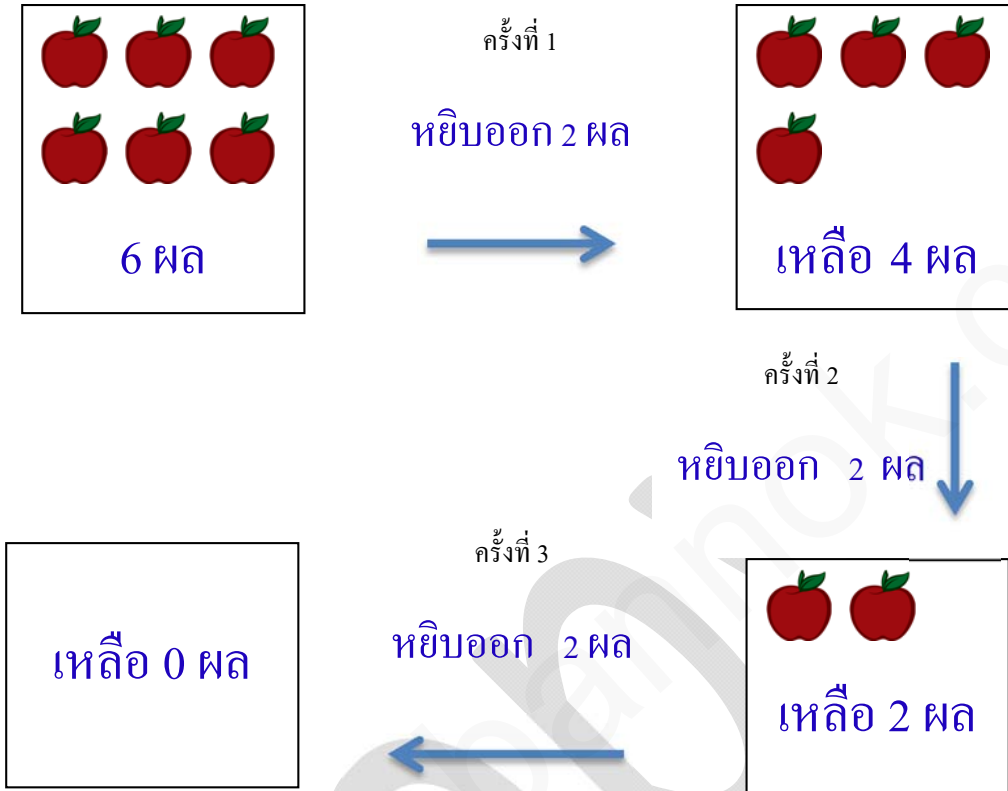 ครั้งที่ 1
หยิบออก 2 ผล
6 ผล
เหลือ 4 ผล
ครั้งที่ 2
หยิบออก 2 ผล
เหลือ 2 ผล
ครั้งที่ 3
หยิบออก 2 ผล
เหลือ 0 ผล